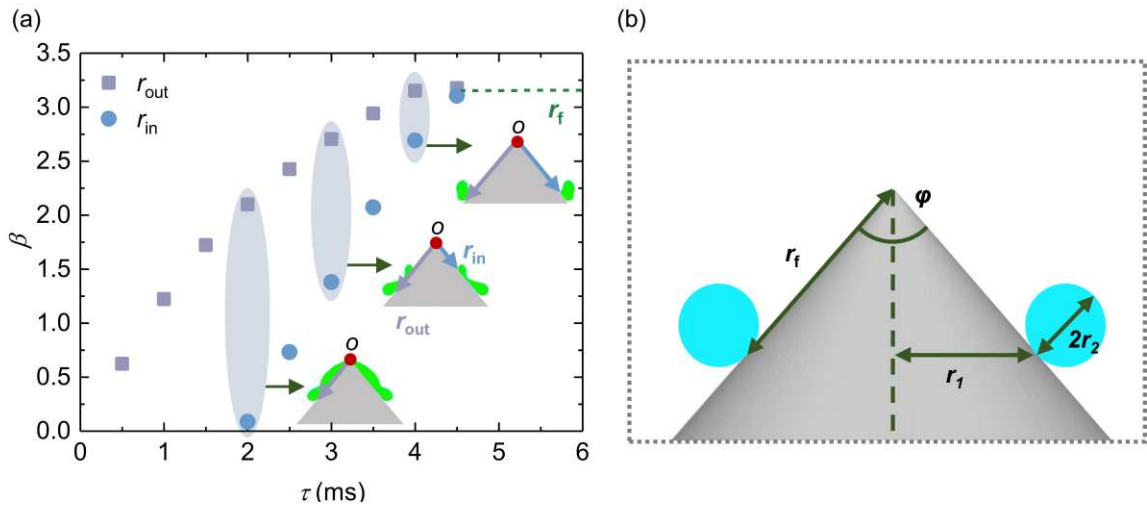 (a)
3.5
3.0
2.5
2.0
1.5
1.0
0.5
0.0
β
r_out
r_in
r_f
o
o
r_in
r_out
o
0 1 2 3 4 5 6
τ (ms)
(b)
φ
r_f
2r_2
r_1